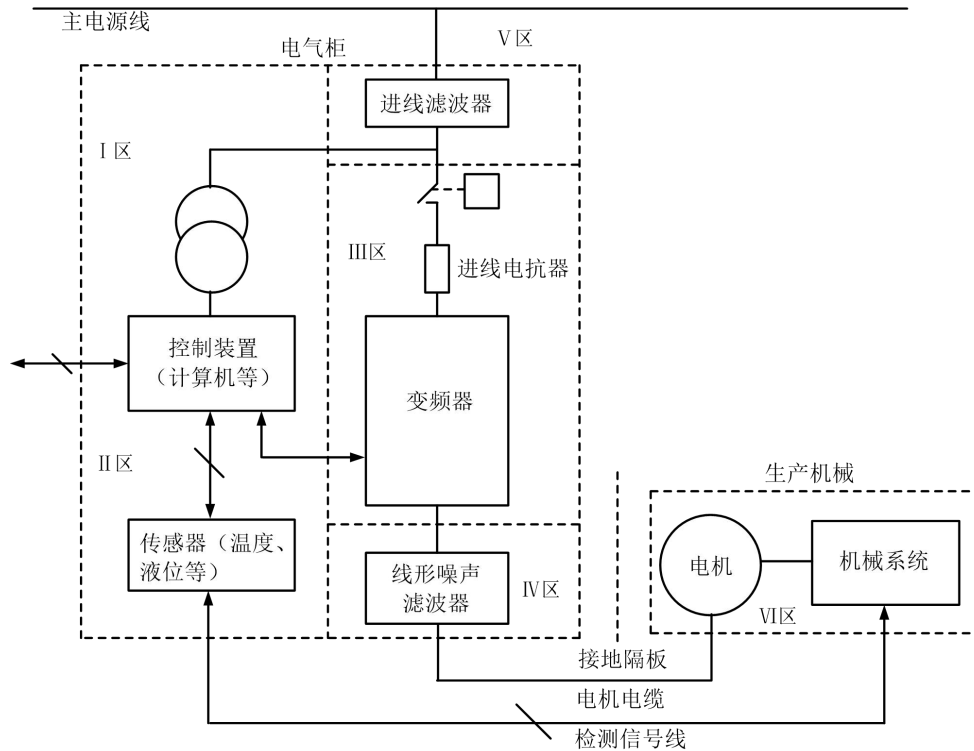 主电源线
Ⅴ区
电气柜
进线滤波器
Ⅰ区
Ⅲ区
进线电抗器
控制装置
(计算机等)
变频器
Ⅱ区
生产机械
传感器(温度、
液位等)
线形噪声
滤波器
Ⅳ区
电机
机械系统
Ⅵ区
接地隔板
电机电缆
检测信号线